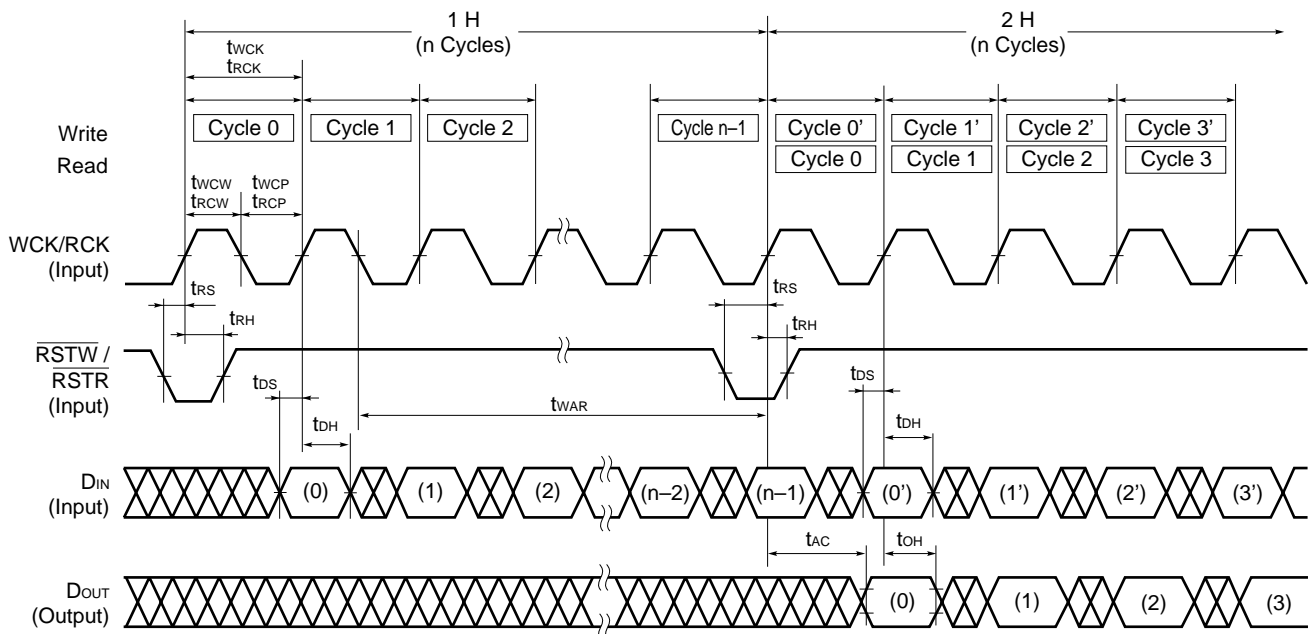 1 H
(n Cycles)
2 H
(n Cycles)
tWCK
tRCK
Write
Cycle 0
Cycle 1
Cycle 2
Cycle n–1
Cycle 0'
Cycle 1'
Cycle 2'
Cycle 3'
Read
Cycle 0
Cycle 1
Cycle 2
Cycle 3
tWCW
tRCW
tWCP
tRCP
WCK/RCK
(Input)
tRS
tRH
tRS
tRH
RSTW /
RSTR
(Input)
tDS
tDH
tWAR
tDS
tDH
DIN
(Input)
(0)
(1)
(2)
(n–2)
(n–1)
(0')
(1')
(2')
(3')
tAC
tOH
DOUT
(Output)
(0)
(1)
(2)
(3)